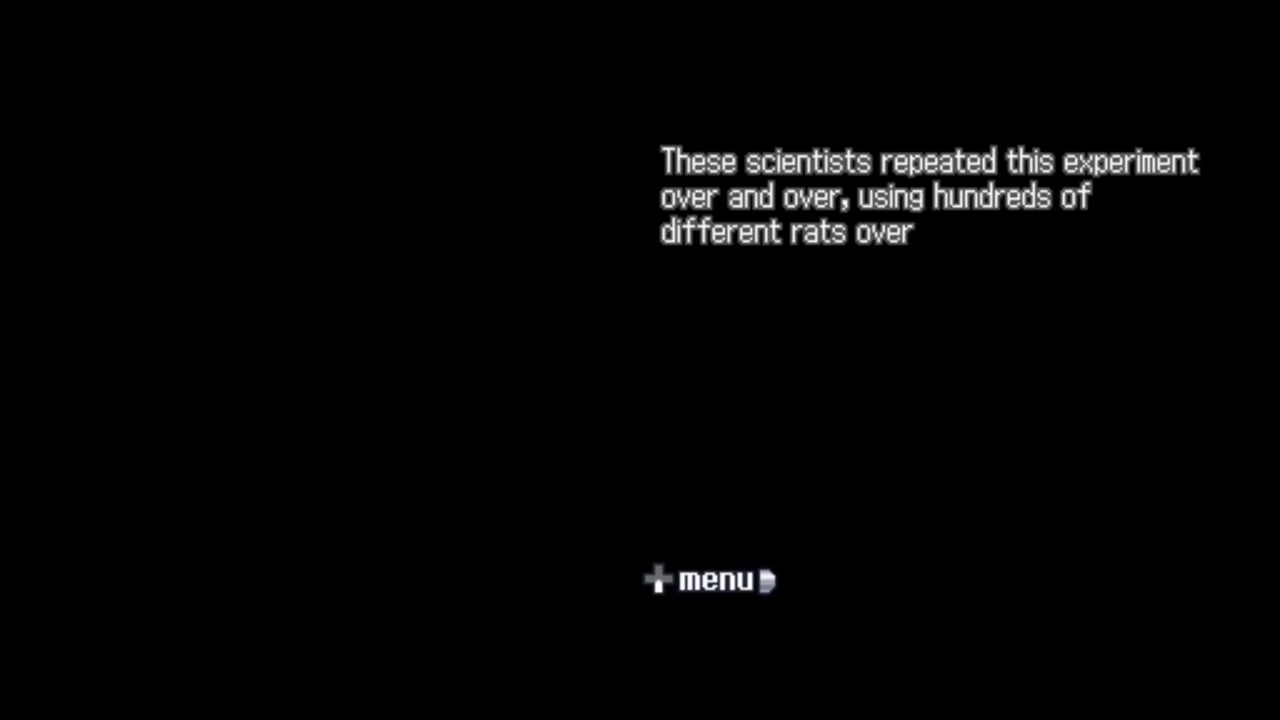 These scientists repeated this experiment
over and over, using hundreds of
different rats over
menu